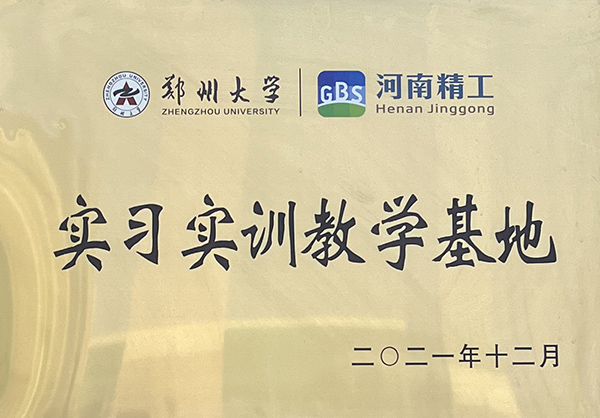 郑州大学
ZHENGZHOU UNIVERSITY
GBS
河南精工
Henan Jinggong
实习实训教学基地
二〇二一年十二月